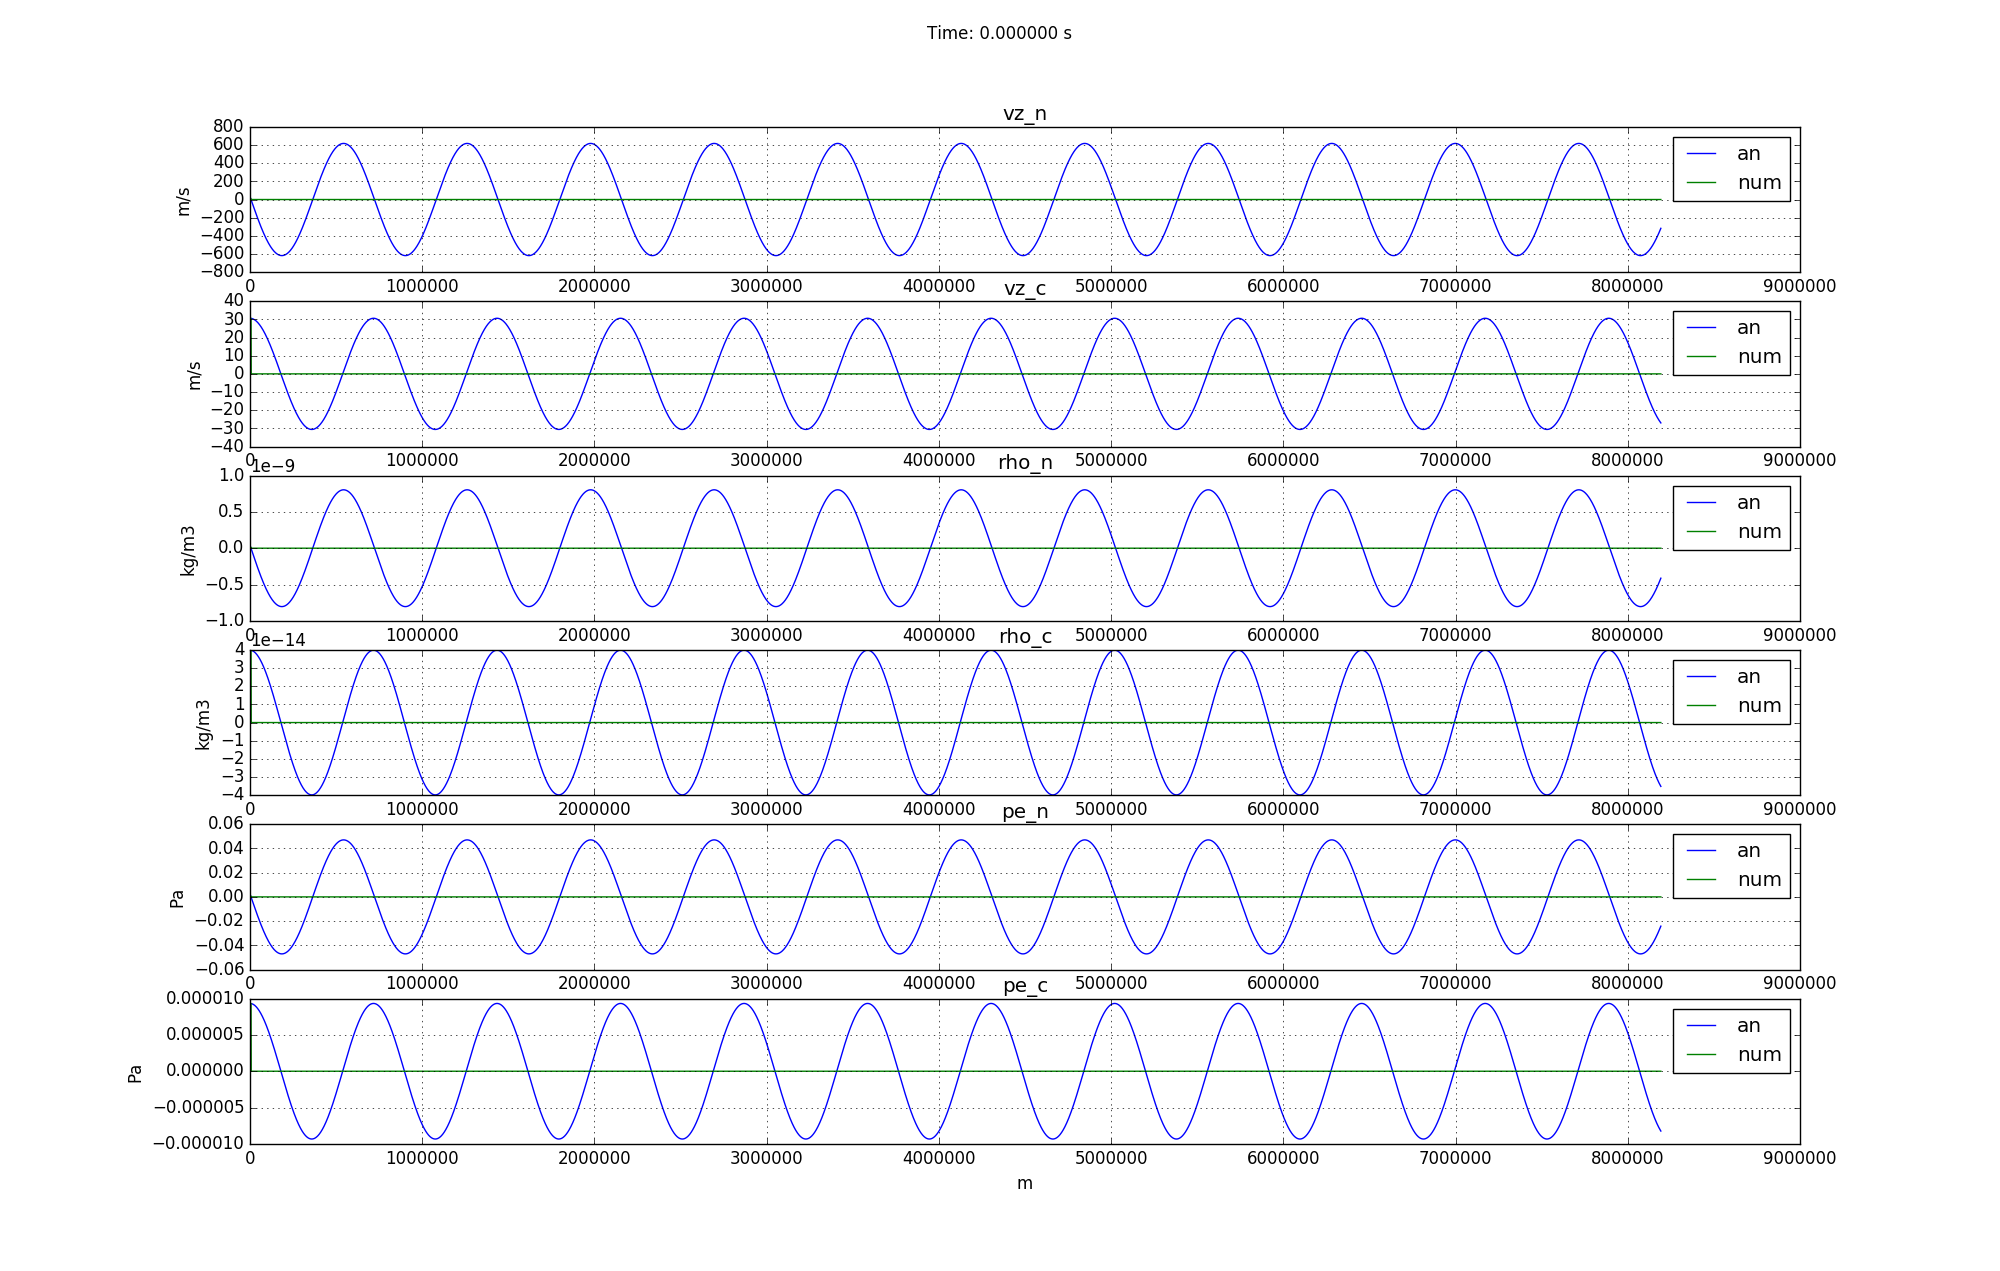 Time: 0.000000 s
vz_n
800
600
400
200
0
−200
−400
−600
−800
m/s
an
num
0 1000000 2000000 3000000 4000000 5000000 6000000 7000000 8000000 9000000
vz_c
40
30
20
10
0
−10
−20
−30
−40
m/s
an
num
0 1000000 2000000 3000000 4000000 5000000 6000000 7000000 8000000 9000000
1e−9
rho_n
1.0
0.5
0.0
−0.5
−1.0
kg/m3
an
num
0 1000000 2000000 3000000 4000000 5000000 6000000 7000000 8000000 9000000
1e−14
rho_c
4
3
2
1
0
−1
−2
−3
−4
kg/m3
an
num
0 1000000 2000000 3000000 4000000 5000000 6000000 7000000 8000000 9000000
pe_n
0.06
0.04
0.02
0.00
−0.02
−0.04
−0.06
Pa
an
num
0 1000000 2000000 3000000 4000000 5000000 6000000 7000000 8000000 9000000
pe_c
0.000010
0.000005
0.000000
−0.000005
−0.000010
Pa
an
num
0 1000000 2000000 3000000 4000000 5000000 6000000 7000000 8000000 9000000
m